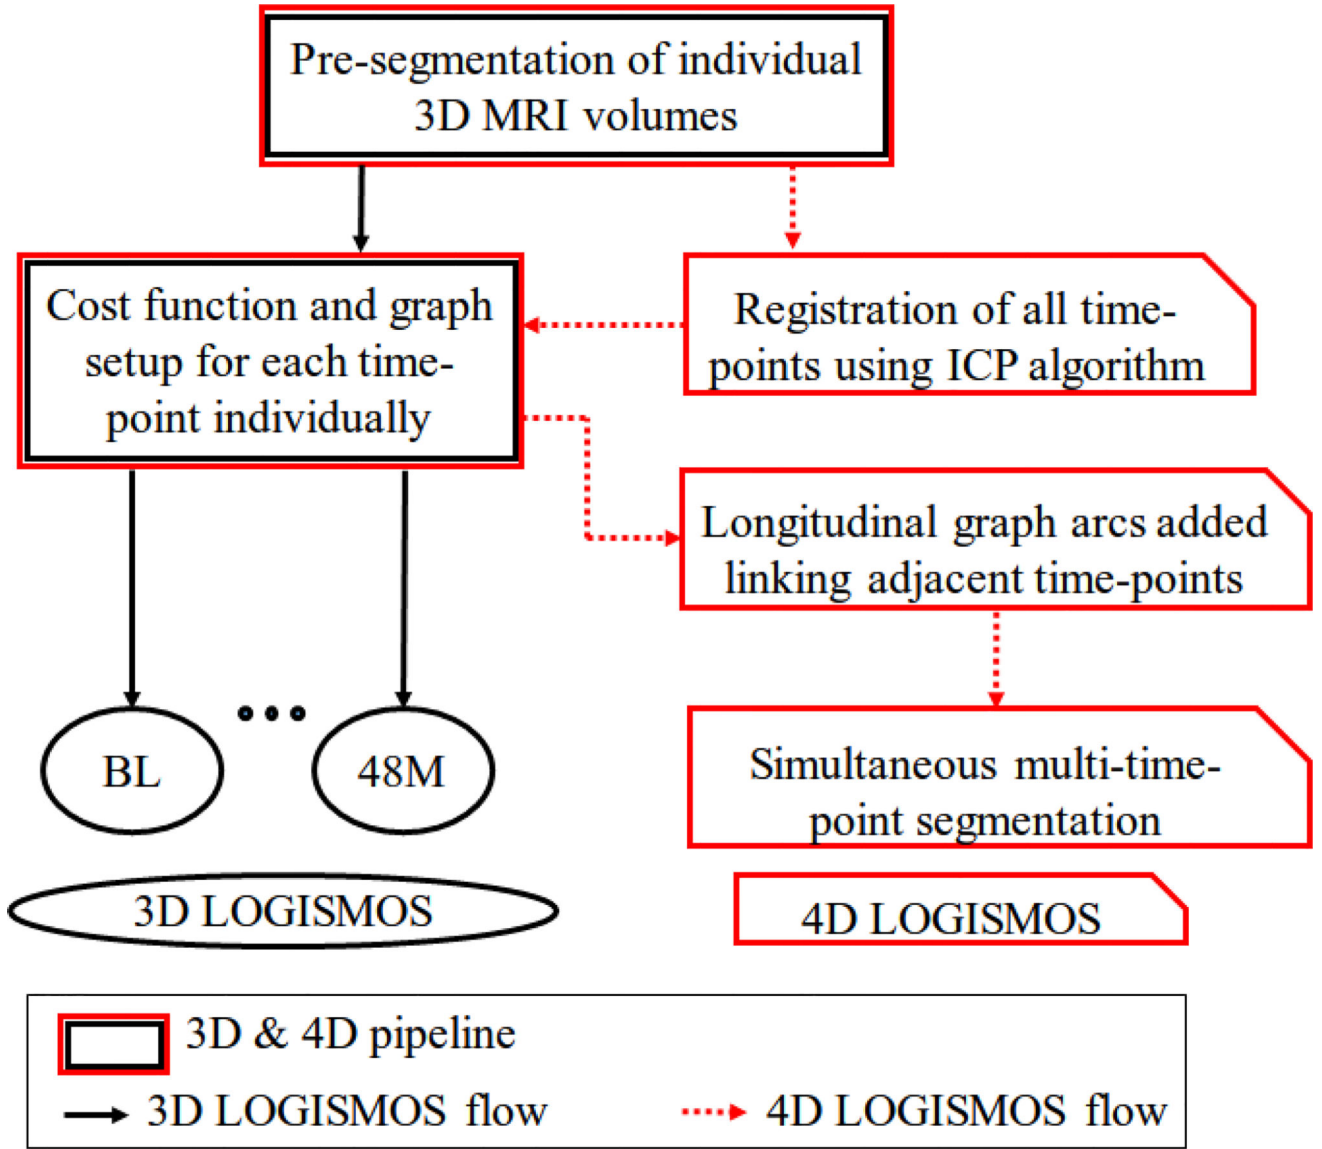 Pre-segmentation of individual
3D MRI volumes
Cost function and graph
setup for each time-
point individually
Registration of all time-
points using ICP algorithm
Longitudinal graph arcs added
linking adjacent time-points
BL
48M
Simultaneous multi-time-
point segmentation
3D LOGISMOS
4D LOGISMOS
3D & 4D pipeline
3D LOGISMOS flow
4D LOGISMOS flow